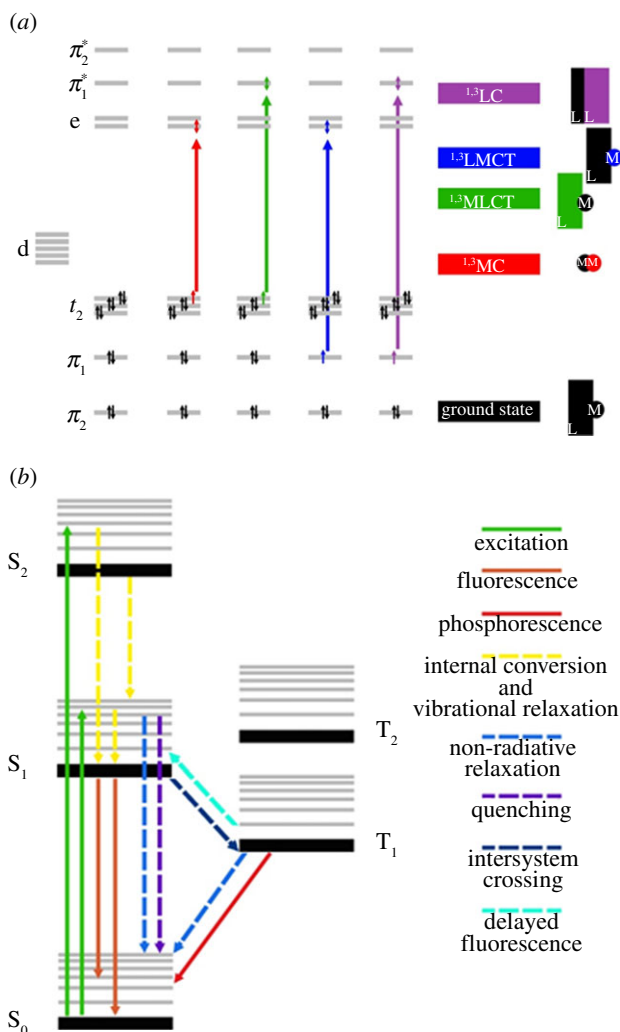 (a)
π₂*
π₁*
e
d
t₂
π₁
π₂
¹,³LC
L L
¹,³LMCT
L M
¹,³MLCT
L M
¹,³MC
MM
ground state
L M
(b)
S₂
S₁
S₀
T₂
T₁
excitation
fluorescence
phosphorescence
internal conversion
and
vibrational relaxation
non-radiative
relaxation
quenching
intersystem
crossing
delayed
fluorescence